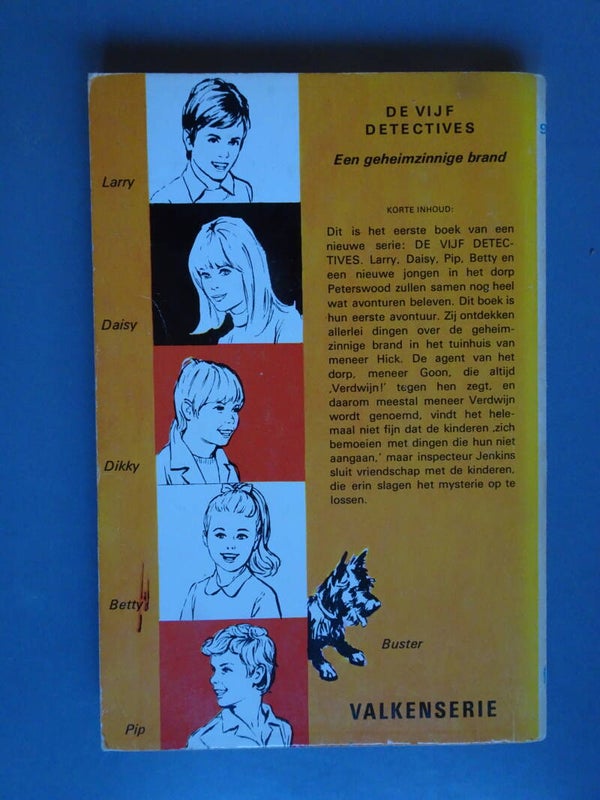 DE VIJF
DETECTIVES
Een geheimzinnige brand
KORTE INHOUD:
Dit is het eerste boek van een
nieuwe serie: DE VIJF DETEC-
TIVES. Larry, Daisy, Pip, Betty en
een nieuwe jongen in het dorp
Peterswood zullen samen nog heel
wat avonturen beleven. Dit boek is
hun eerste avontuur. Zij ontdekken
allerlei dingen over de geheim-
zinnige brand in het tuinhuis van
meneer Hick. De agent van het
dorp, meneer Goon, die altijd
‚Verdwijn!’ tegen hen zegt, en
daarom meestal meneer Verdwijn
wordt genoemd, vindt het hele-
maal niet fijn dat de kinderen ‚zich
bemoeien met dingen die hun niet
aangaan,’ maar inspecteur Jenkins
sluit vriendschap met de kinderen,
die erin slagen het mysterie op te
lossen.
Larry
Daisy
Dikky
Betty
Pip
Buster
VALKENSERIE